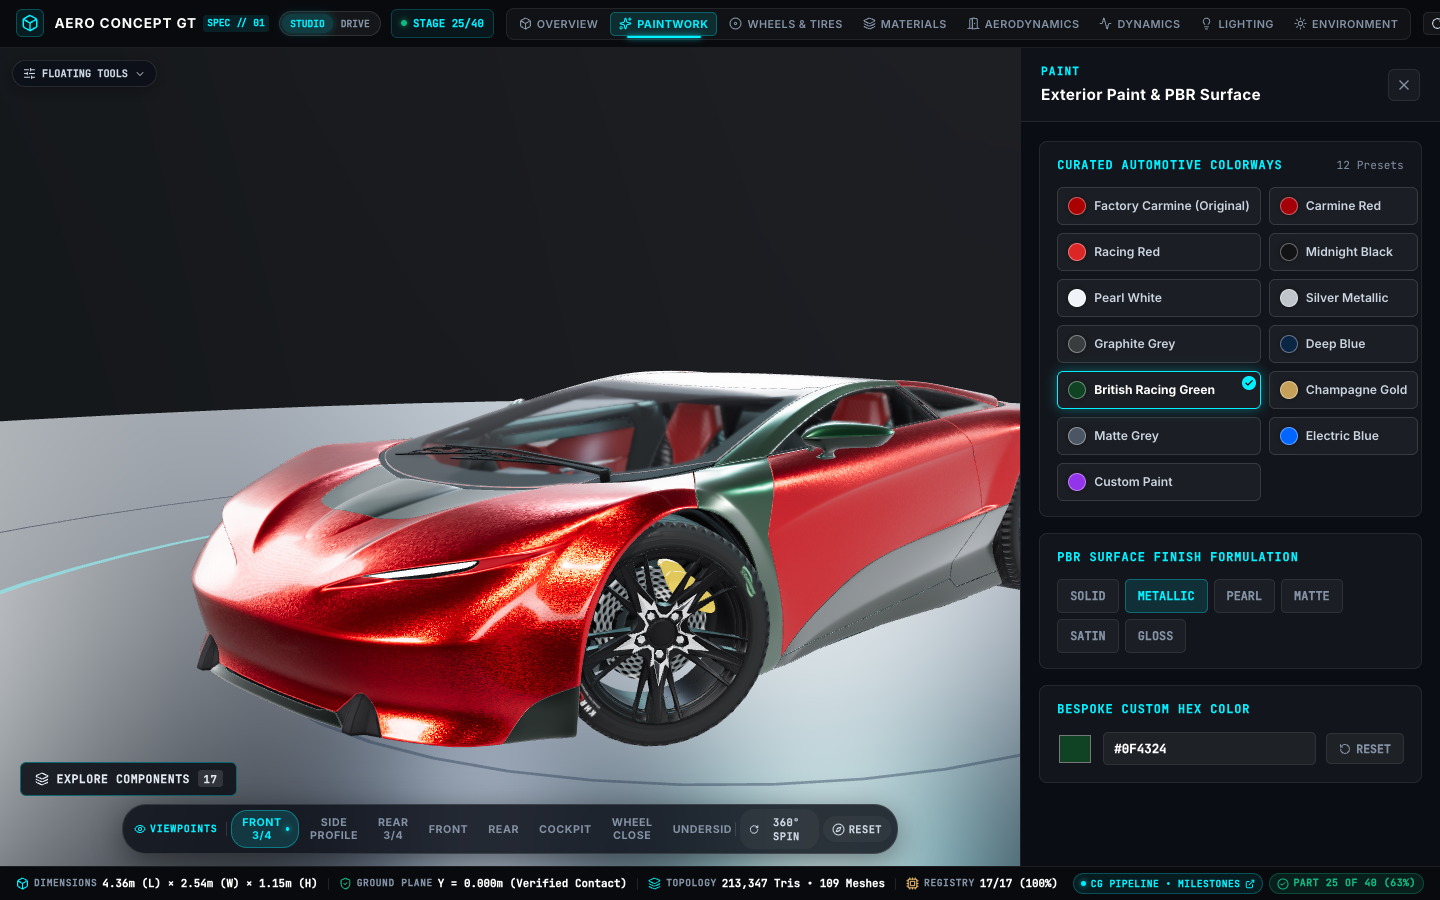 AERO CONCEPT GT SPEC // 01 STUDIO DRIVE STAGE 25/40 OVERVIEW PAINTWORK WHEELS & TIRES MATERIALS AERODYNAMICS DYNAMICS LIGHTING ENVIRONMENT
FLOATING TOOLS
PAINT
Exterior Paint & PBR Surface
CURATED AUTOMOTIVE COLORWAYS 12 Presets
Factory Carmine (Original) Carmine Red
Racing Red Midnight Black
Pearl White Silver Metallic
Graphite Grey Deep Blue
British Racing Green Champagne Gold
Matte Grey Electric Blue
Custom Paint
PBR SURFACE FINISH FORMULATION
SOLID METALLIC PEARL MATTE
SATIN GLOSS
BESPOKE CUSTOM HEX COLOR
#0F4324 RESET
EXPLORE COMPONENTS 17
VIEWPOINTS
FRONT
3/4
SIDE
PROFILE
REAR
3/4
FRONT
REAR
COCKPIT
WHEEL
CLOSE
UNDERSID
360°
SPIN
RESET
DIMENSIONS 4.36m (L) × 2.54m (W) × 1.15m (H) GROUND PLANE Y = 0.000m (Verified Contact) TOPOLOGY 213,347 Tris • 109 Meshes REGISTRY 17/17 (100%) CG PIPELINE • MILESTONES PART 25 OF 40 (63%)